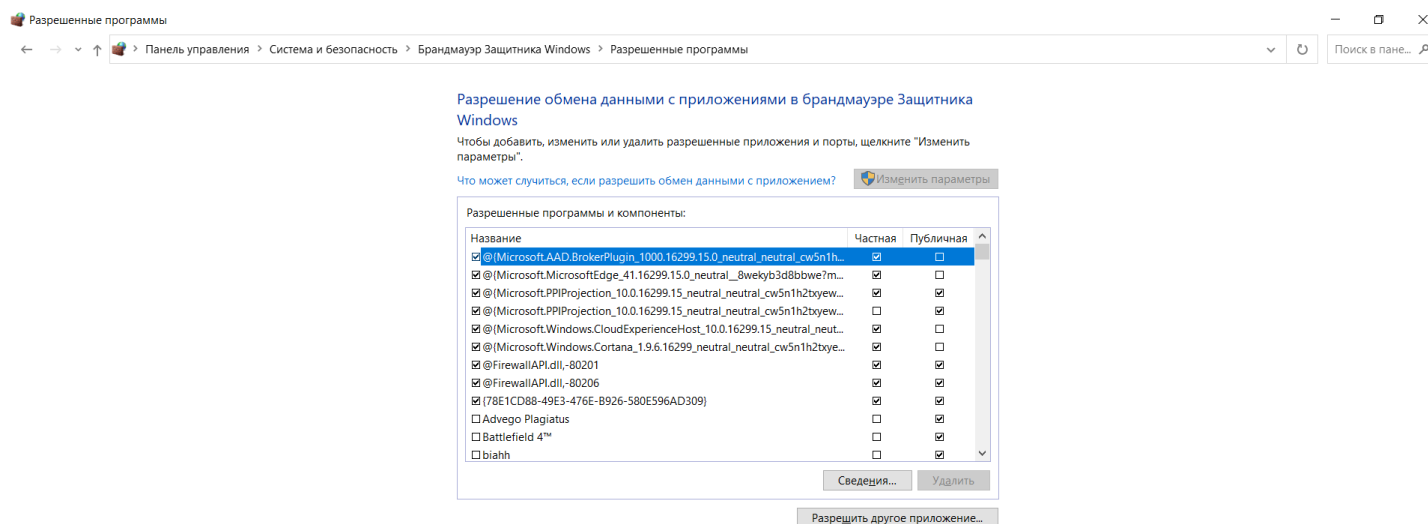 Разрешенные программы
Панель управления > Система и безопасность > Брандмауэр Защитника Windows > Разрешенные программы
Поиск в пане...
Разрешение обмена данными с приложениями в брандмауэре Защитника
Windows
Чтобы добавить, изменить или удалить разрешенные приложения и порты, щелкните "Изменить
параметры".
Что может случиться, если разрешить обмен данными с приложением?
Изменить параметры
Разрешенные программы и компоненты:
Название Частная Публичная
@{Microsoft.AAD.BrokerPlugin_1000.16299.15.0_neutral_neutral_cw5n1h...
@{Microsoft.MicrosoftEdge_41.16299.15.0_neutral__8wekyb3d8bbwe?m...
@{Microsoft.PPIProjection_10.0.16299.15_neutral_neutral_cw5n1h2txyew...
@{Microsoft.PPIProjection_10.0.16299.15_neutral_neutral_cw5n1h2txyew...
@{Microsoft.Windows.CloudExperienceHost_10.0.16299.15_neutral_neut...
@{Microsoft.Windows.Cortana_1.9.6.16299_neutral_neutral_cw5n1h2txye...
@FirewallAPI.dll,-80201
@FirewallAPI.dll,-80206
{78E1CD88-49E3-476E-B926-580E596AD309}
Advego Plagiatus
Battlefield 4™
biahh
Сведения... Удалить
Разрешить другое приложение...